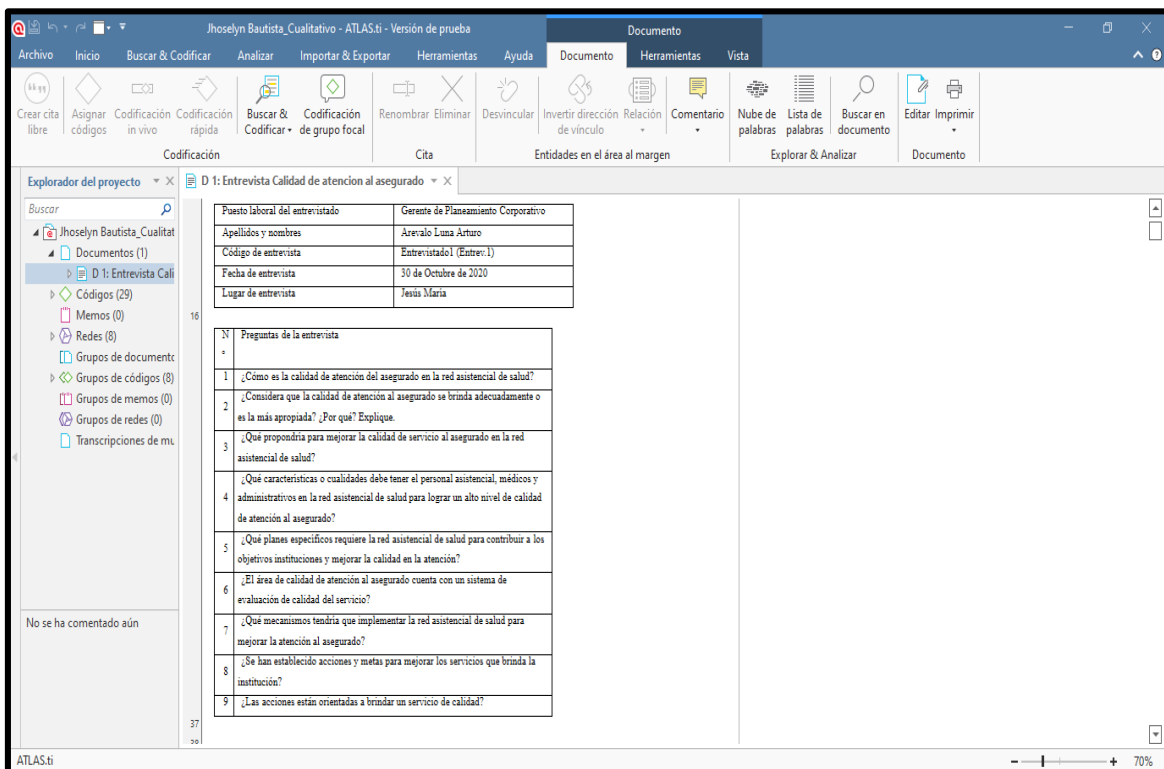 Jhoselyn Bautista_Cualitativo - ATLAS.ti - Versión de prueba
Documento
Archivo Inicio Buscar & Codificar Analizar Importar & Exportar Herramientas Ayuda Documento Herramientas Vista
Crear cita libre
Asignar códigos
Codificación in vivo
Codificación rápida
Buscar & Codificar
Codificación de grupo focal
Renombrar
Eliminar
Desvincular
Invertir dirección de vínculo
Relación
Comentario
Nube de palabras
Lista de palabras
Buscar en documento
Editar
Imprimir
Codificación
Cita
Entidades en el área al margen
Explorar & Analizar
Documento
Explorador del proyecto
Buscar
Jhoselyn Bautista_Cualitat
Documentos (1)
D 1: Entrevista Cali
Códigos (29)
Memos (0)
Redes (8)
Grupos de documento
Grupos de códigos (8)
Grupos de memos (0)
Grupos de redes (0)
Transcripciones de mu
No se ha comentado aún
D 1: Entrevista Calidad de atencion al asegurado
Puesto laboral del entrevistado Gerente de Planeamiento Corporativo
Apellidos y nombres Arevalo Luna Arturo
Código de entrevista Entrevistado1 (Entrev.1)
Fecha de entrevista 30 de Octubre de 2020
Lugar de entrevista Jesús María
16
N° Preguntas de la entrevista
1 ¿Cómo es la calidad de atención del asegurado en la red asistencial de salud?
2 ¿Considera que la calidad de atención al asegurado se brinda adecuadamente o
es la más apropiada? ¿Por qué? Explique.
3 ¿Qué propondría para mejorar la calidad de servicio al asegurado en la red
asistencial de salud?
4 ¿Qué características o cualidades debe tener el personal asistencial, médicos y
administrativos en la red asistencial de salud para lograr un alto nivel de calidad
de atención al asegurado?
5 ¿Qué planes específicos requiere la red asistencial de salud para contribuir a los
objetivos instituciones y mejorar la calidad en la atención?
6 ¿El área de calidad de atención al asegurado cuenta con un sistema de
evaluación de calidad del servicio?
7 ¿Qué mecanismos tendría que implementar la red asistencial de salud para
mejorar la atención al asegurado?
8 ¿Se han establecido acciones y metas para mejorar los servicios que brinda la
institución?
9 ¿Las acciones están orientadas a brindar un servicio de calidad?
37
ATLAS.ti
70%